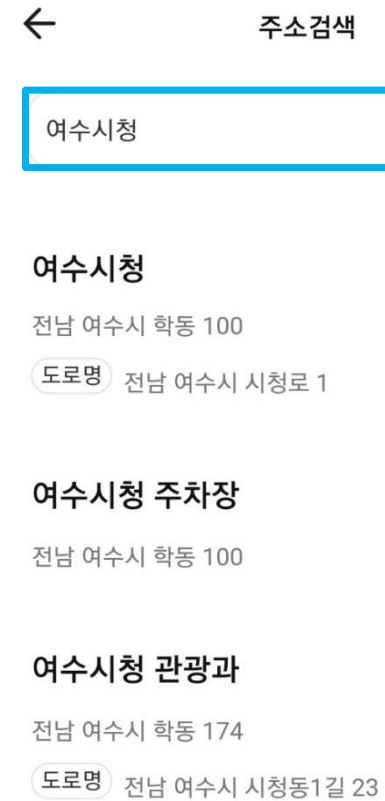 주소검색
여수시청
여수시청
전남 여수시 학동 100
도로명 전남 여수시 시청로 1
여수시청 주차장
전남 여수시 학동 100
여수시청 관광과
전남 여수시 학동 174
도로명 전남 여수시 시청동1길 23